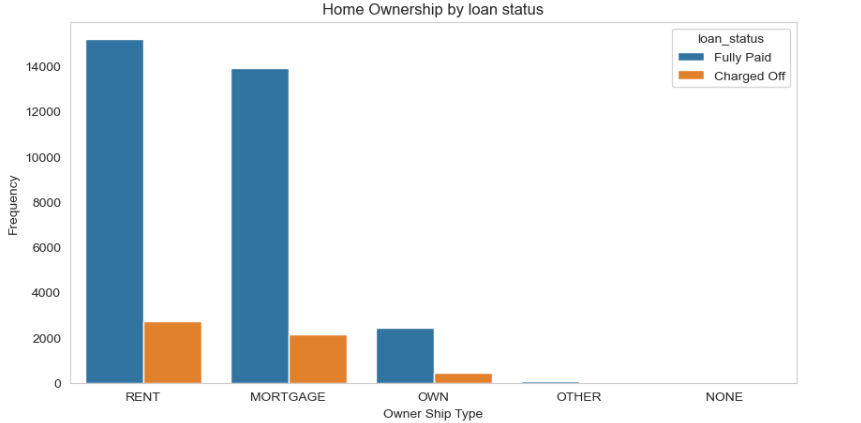 Home Ownership by loan status
loan_status
Fully Paid
Charged Off
Frequency
14000
12000
10000
8000
6000
4000
2000
0
RENT MORTGAGE OWN OTHER NONE
Owner Ship Type